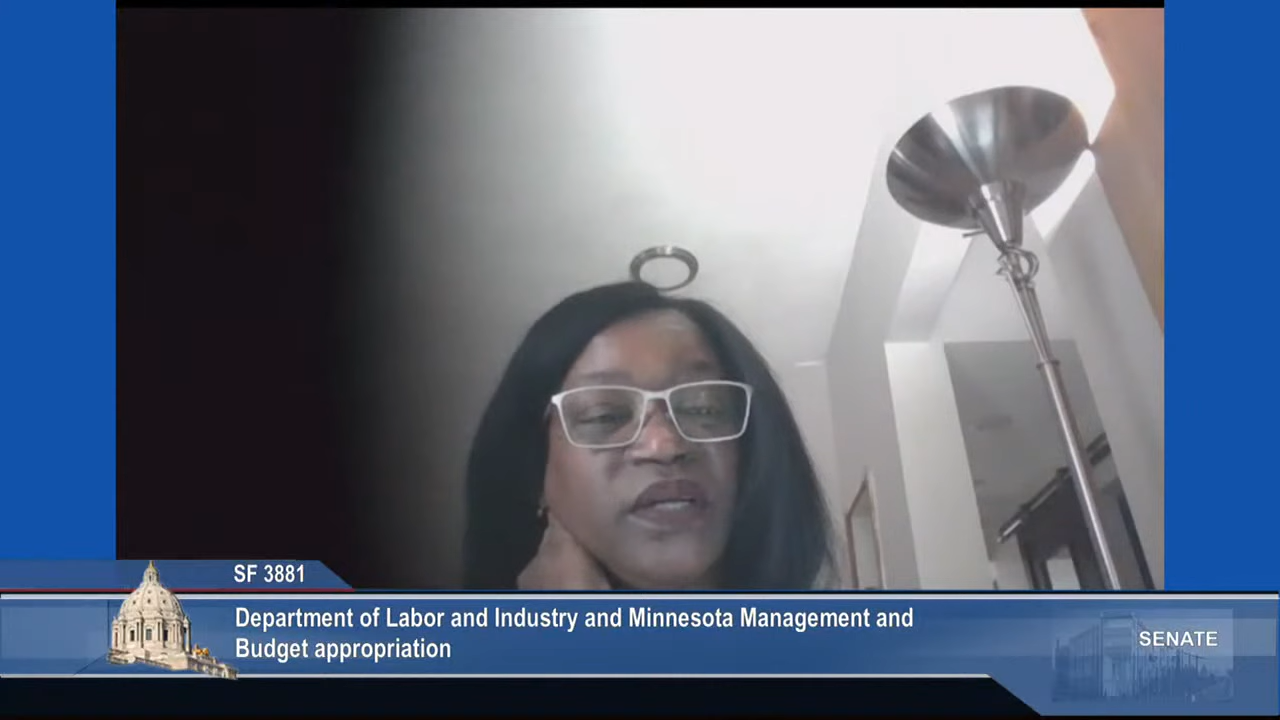 SF 3881
Department of Labor and Industry and Minnesota Management and
Budget appropriation
SENATE